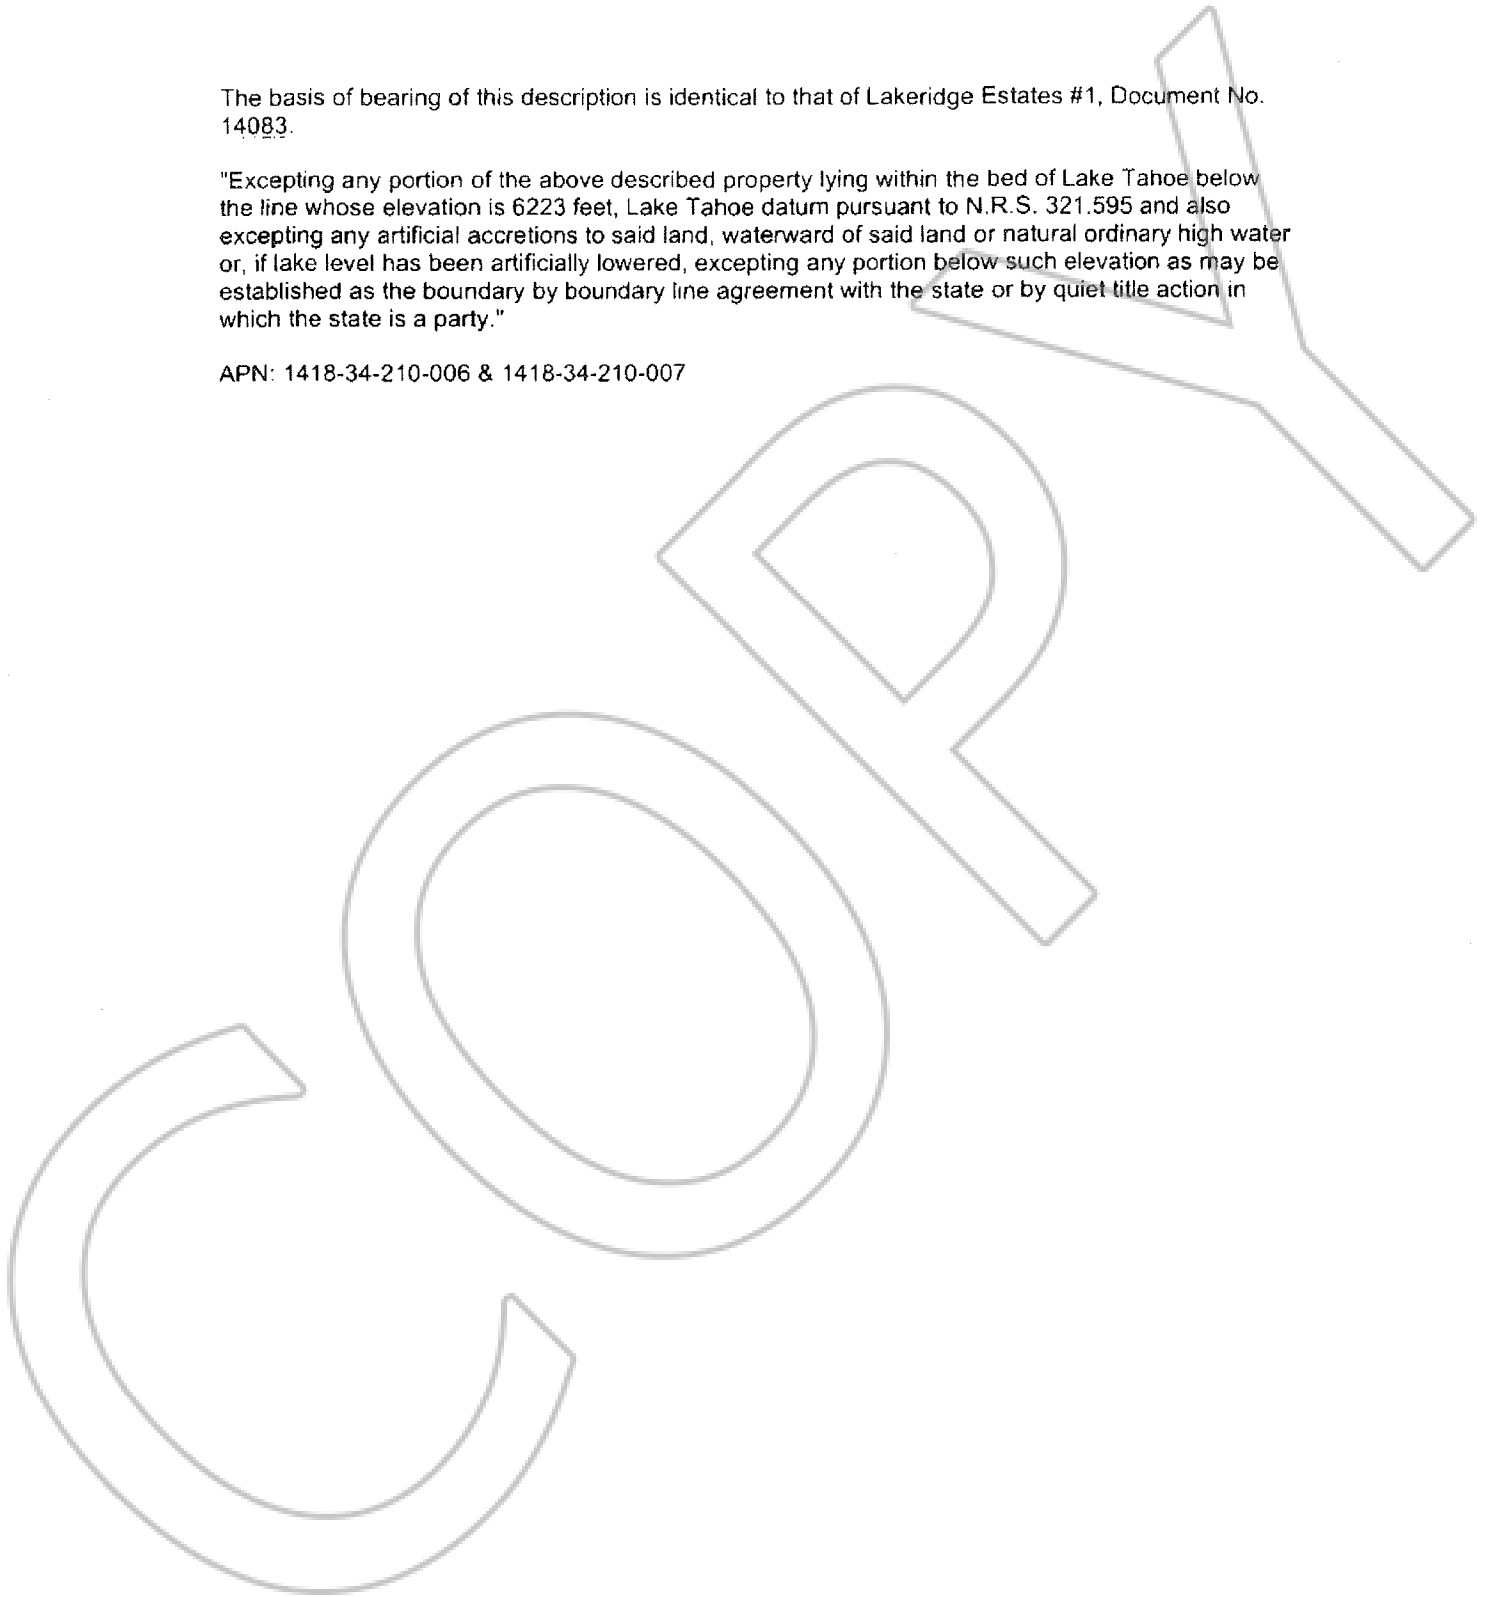 The basis of bearing of this description is identical to that of Lakeridge Estates #1, Document No.
14083.
"Excepting any portion of the above described property lying within the bed of Lake Tahoe below
the line whose elevation is 6223 feet, Lake Tahoe datum pursuant to N.R.S. 321.595 and also
excepting any artificial accretions to said land, waterward of said land or natural ordinary high water
or, if lake level has been artificially lowered, excepting any portion below such elevation as may be
established as the boundary by boundary line agreement with the state or by quiet title action in
which the state is a party."
APN: 1418-34-210-006 & 1418-34-210-007
COPY